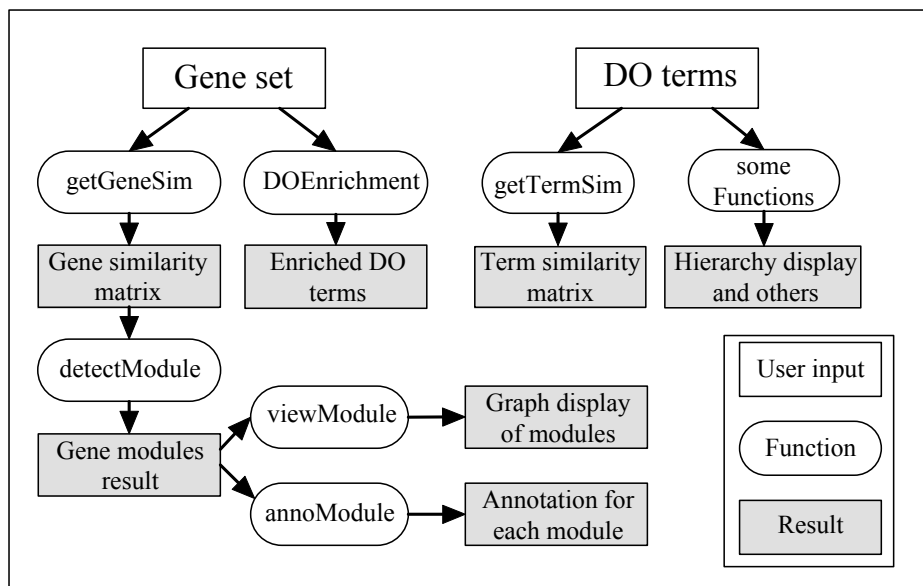 Gene set
DO terms
getGeneSim
DOEnrichment
getTermSim
some
Functions
Gene similarity
matrix
Enriched DO
terms
Term similarity
matrix
Hierarchy display
and others
detectModule
viewModule
Graph display
of modules
Gene modules
result
annoModule
Annotation for
each module
User input
Function
Result